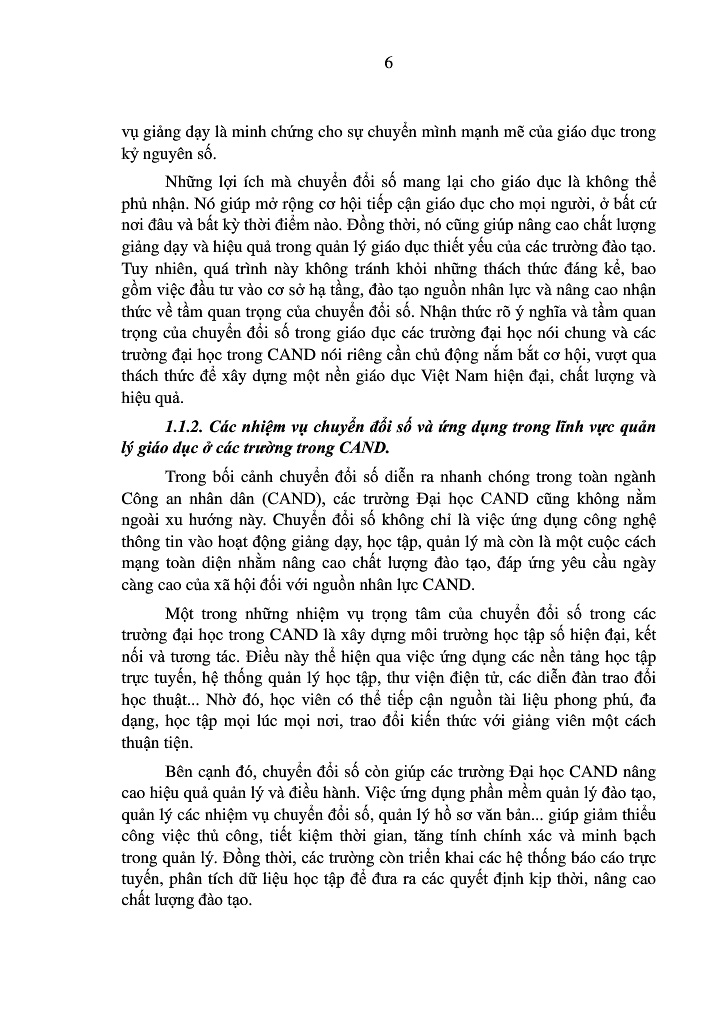 6
vụ giảng dạy là minh chứng cho sự chuyển mình mạnh mẽ của giáo dục trong
kỷ nguyên số.
Những lợi ích mà chuyển đổi số mang lại cho giáo dục là không thể
phủ nhận. Nó giúp mở rộng cơ hội tiếp cận giáo dục cho mọi người, ở bất cứ
nơi đâu và bất kỳ thời điểm nào. Đồng thời, nó cũng giúp nâng cao chất lượng
giảng dạy và hiệu quả trong quản lý giáo dục thiết yếu của các trường đào tạo.
Tuy nhiên, quá trình này không tránh khỏi những thách thức đáng kể, bao
gồm việc đầu tư vào cơ sở hạ tầng, đào tạo nguồn nhân lực và nâng cao nhận
thức về tầm quan trọng của chuyển đổi số. Nhận thức rõ ý nghĩa và tầm quan
trọng của chuyển đổi số trong giáo dục các trường đại học nói chung và các
trường đại học trong CAND nói riêng cần chủ động nắm bắt cơ hội, vượt qua
thách thức để xây dựng một nền giáo dục Việt Nam hiện đại, chất lượng và
hiệu quả.
1.1.2. Các nhiệm vụ chuyển đổi số và ứng dụng trong lĩnh vực quản
lý giáo dục ở các trường trong CAND.
Trong bối cảnh chuyển đổi số diễn ra nhanh chóng trong toàn ngành
Công an nhân dân (CAND), các trường Đại học CAND cũng không nằm
ngoài xu hướng này. Chuyển đổi số không chỉ là việc ứng dụng công nghệ
thông tin vào hoạt động giảng dạy, học tập, quản lý mà còn là một cuộc cách
mạng toàn diện nhằm nâng cao chất lượng đào tạo, đáp ứng yêu cầu ngày
càng cao của xã hội đối với nguồn nhân lực CAND.
Một trong những nhiệm vụ trọng tâm của chuyển đổi số trong các
trường đại học trong CAND là xây dựng môi trường học tập số hiện đại, kết
nối và tương tác. Điều này thể hiện qua việc ứng dụng các nền tảng học tập
trực tuyến, hệ thống quản lý học tập, thư viện điện tử, các diễn đàn trao đổi
học thuật... Nhờ đó, học viên có thể tiếp cận nguồn tài liệu phong phú, đa
dạng, học tập mọi lúc mọi nơi, trao đổi kiến thức với giảng viên một cách
thuận tiện.
Bên cạnh đó, chuyển đổi số còn giúp các trường Đại học CAND nâng
cao hiệu quả quản lý và điều hành. Việc ứng dụng phần mềm quản lý đào tạo,
quản lý các nhiệm vụ chuyển đổi số, quản lý hồ sơ văn bản... giúp giảm thiểu
công việc thủ công, tiết kiệm thời gian, tăng tính chính xác và minh bạch
trong quản lý. Đồng thời, các trường còn triển khai các hệ thống báo cáo trực
tuyến, phân tích dữ liệu học tập để đưa ra các quyết định kịp thời, nâng cao
chất lượng đào tạo.